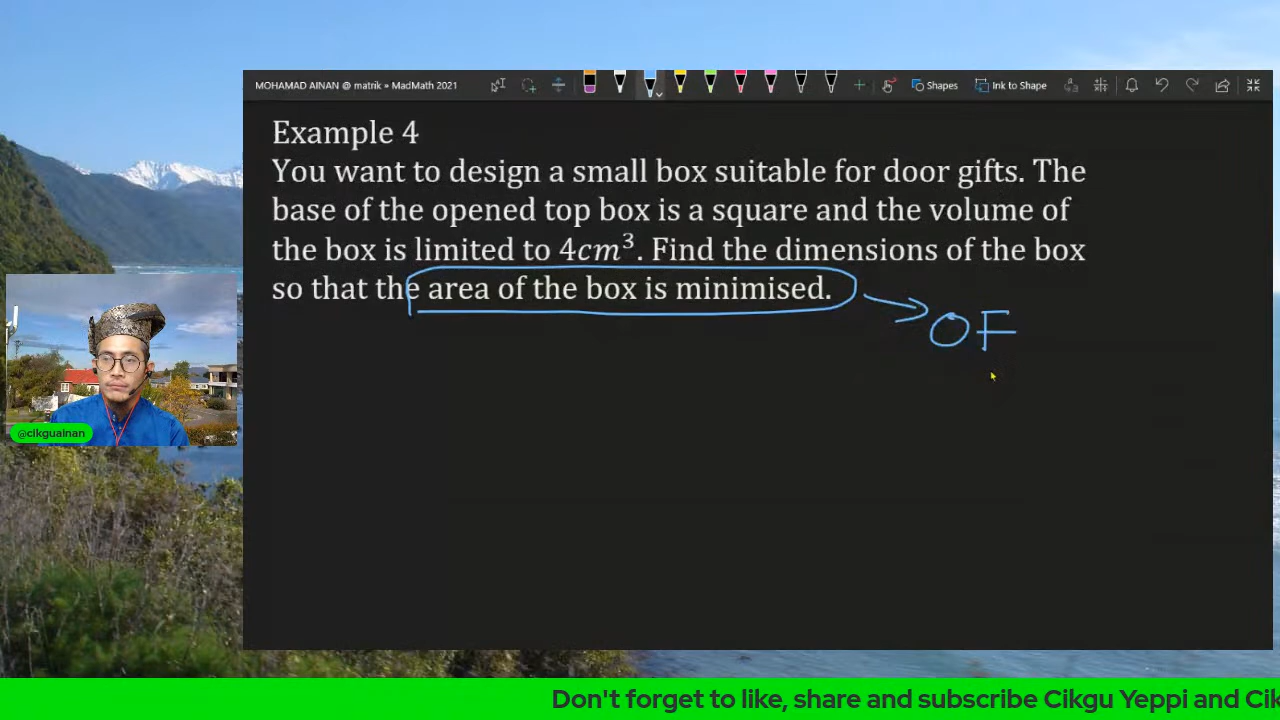 MOHAMAD AINAN @ matrik » MadMath 2021
Shapes
Ink to Shape
Example 4
You want to design a small box suitable for door gifts. The
base of the opened top box is a square and the volume of
the box is limited to 4cm³. Find the dimensions of the box
so that the area of the box is minimised.
OF
@cikguainan
Don't forget to like, share and subscribe Cikgu Yeppi and Cik